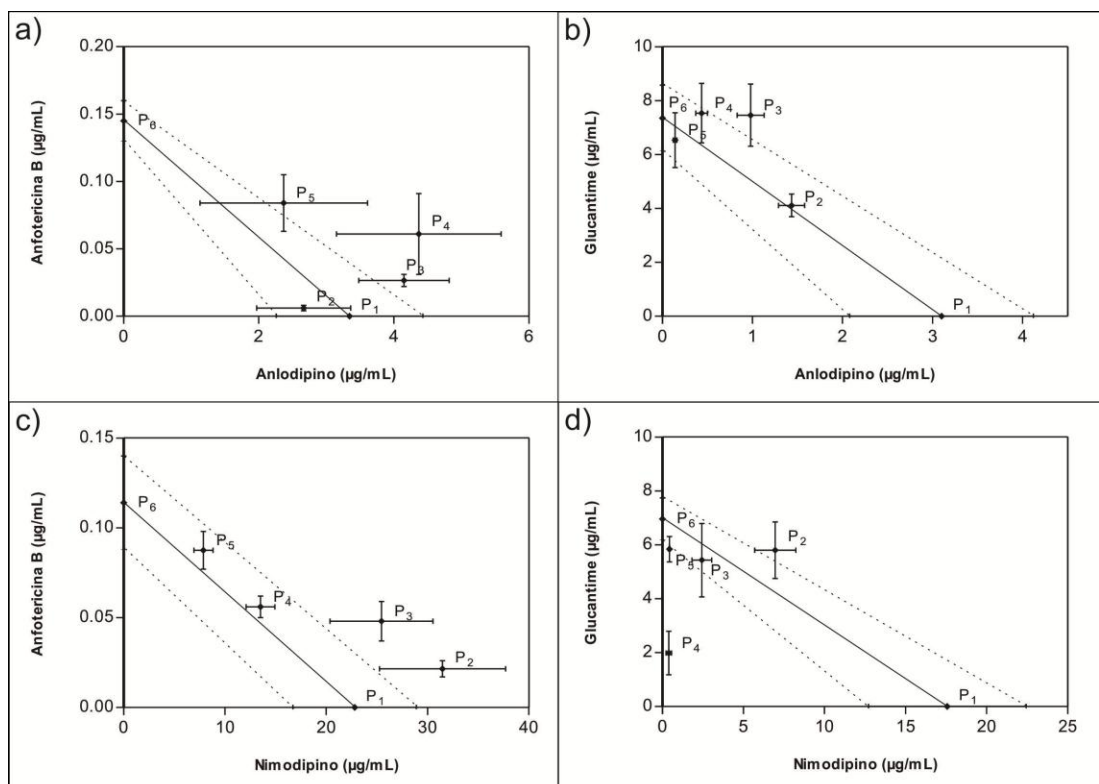 a)
0.20
0.15
0.10
0.05
0.00
Anfotericina B (µg/mL)
P6
P5
P4
P3
P2
P1
0
2
4
6
Anlodipino (µg/mL)
b)
10
8
6
4
2
0
Glucantime (µg/mL)
P6
P4
P3
P5
P2
P1
0
1
2
3
4
Anlodipino (µg/mL)
c)
0.15
0.10
0.05
0.00
Anfotericina B (µg/mL)
P6
P5
P4
P3
P2
P1
0
10
20
30
40
Nimodipino (µg/mL)
d)
10
8
6
4
2
0
Glucantime (µg/mL)
P6
P2
P5
P3
P4
P1
0
5
10
15
20
25
Nimodipino (µg/mL)